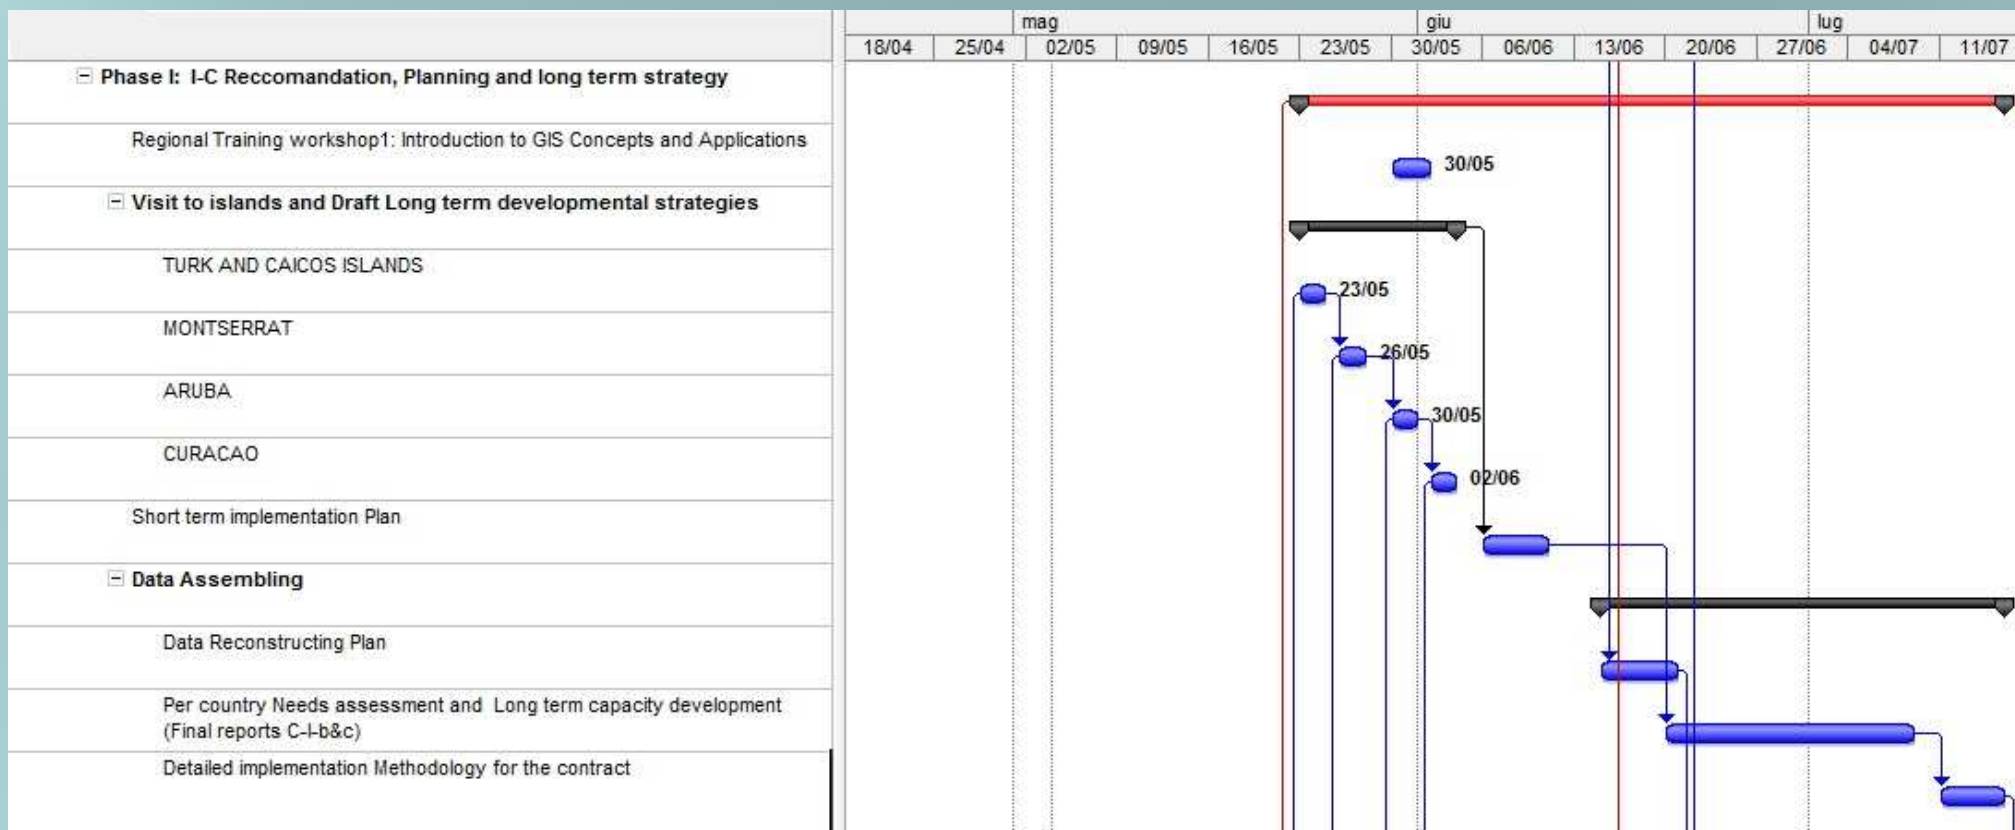 mag giu lug
18/04 25/04 02/05 09/05 16/05 23/05 30/05 06/06 13/06 20/06 27/06 04/07 11/07
Phase I: I-C Reccomandation, Planning and long term strategy
Regional Training workshop1: Introduction to GIS Concepts and Applications
30/05
Visit to islands and Draft Long term developmental strategies
TURK AND CAICOS ISLANDS
23/05
MONTSERRAT
26/05
ARUBA
30/05
CURACAO
02/06
Short term implementation Plan
Data Assembling
Data Reconstructing Plan
Per country Needs assessment and Long term capacity development
(Final reports C-I-b&c)
Detailed implementation Methodology for the contract